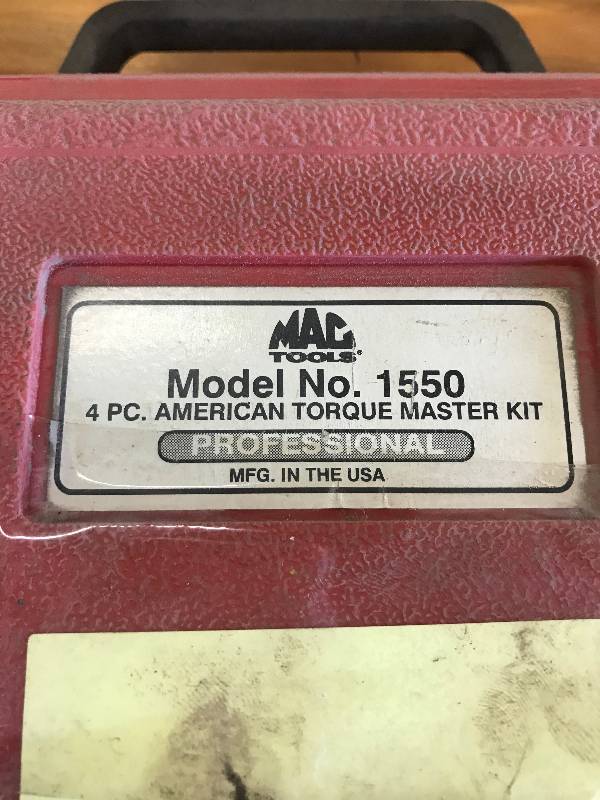 MAC
TOOLS®
Model No. 1550
4 PC. AMERICAN TORQUE MASTER KIT
PROFESSIONAL
MFG. IN THE USA